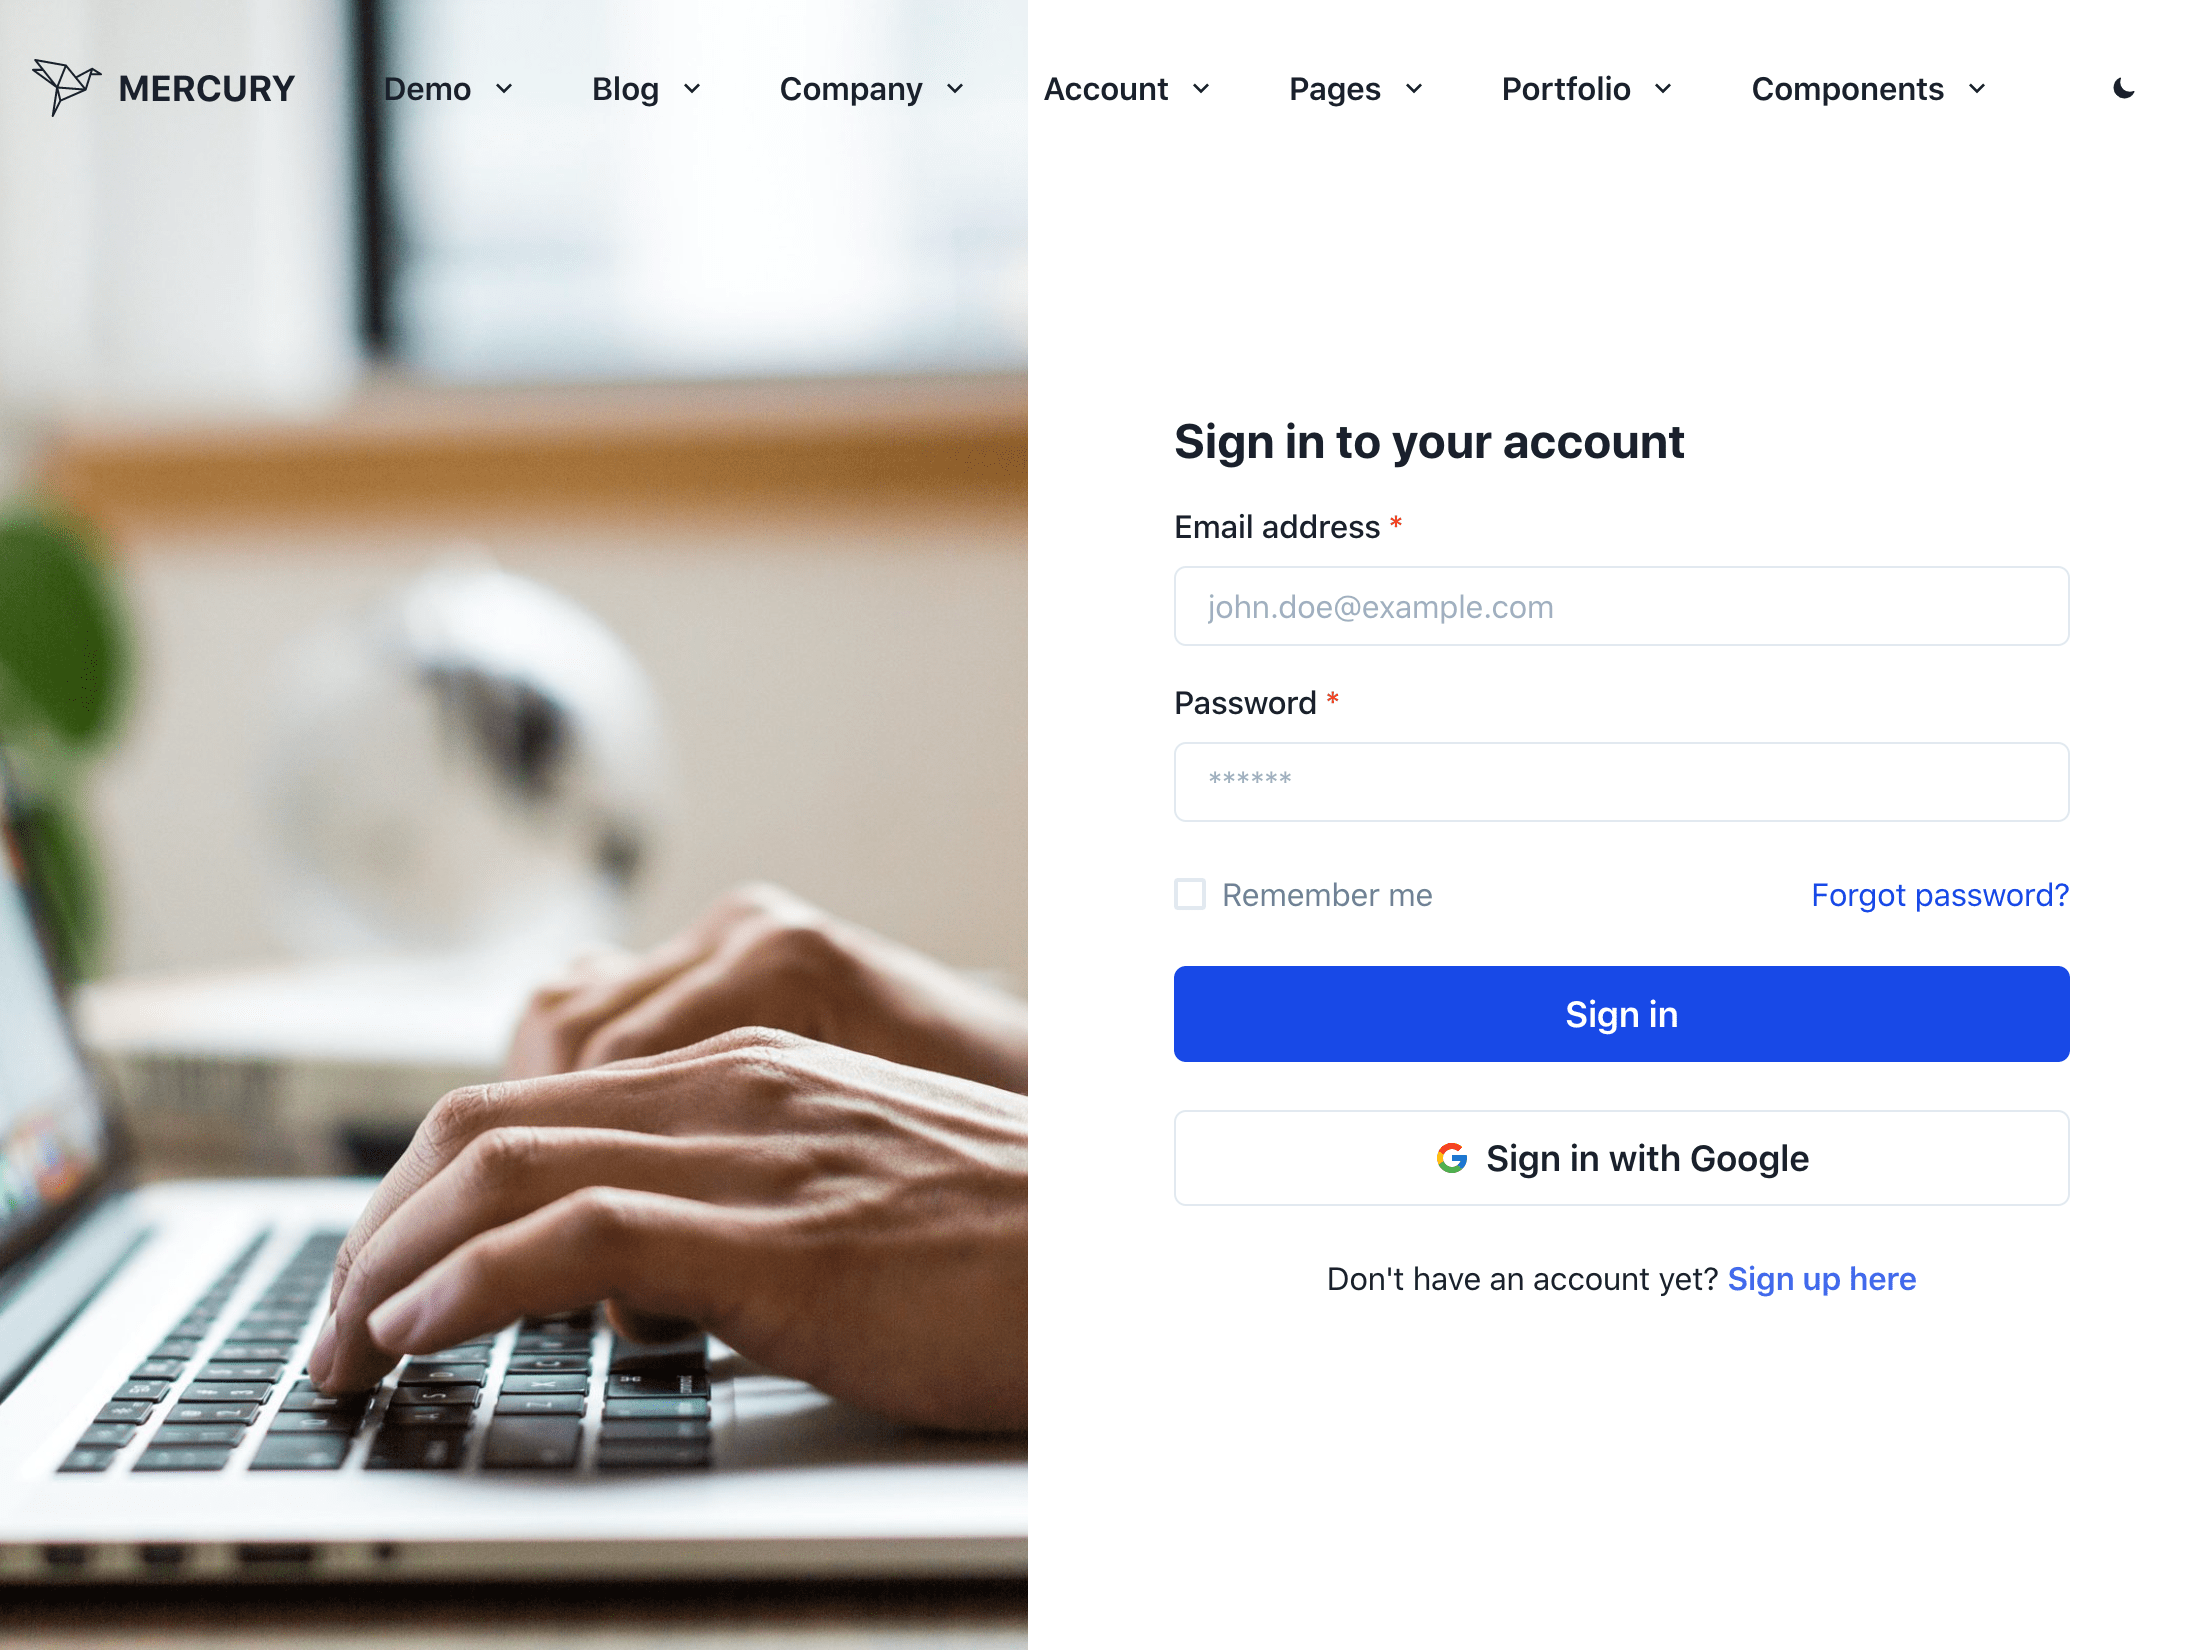 MERCURY Demo Blog Company Account Pages Portfolio Components
Sign in to your account
Email address *
john.doe@example.com
Password *
******
Remember me Forgot password?
Sign in
Sign in with Google
Don't have an account yet? Sign up here